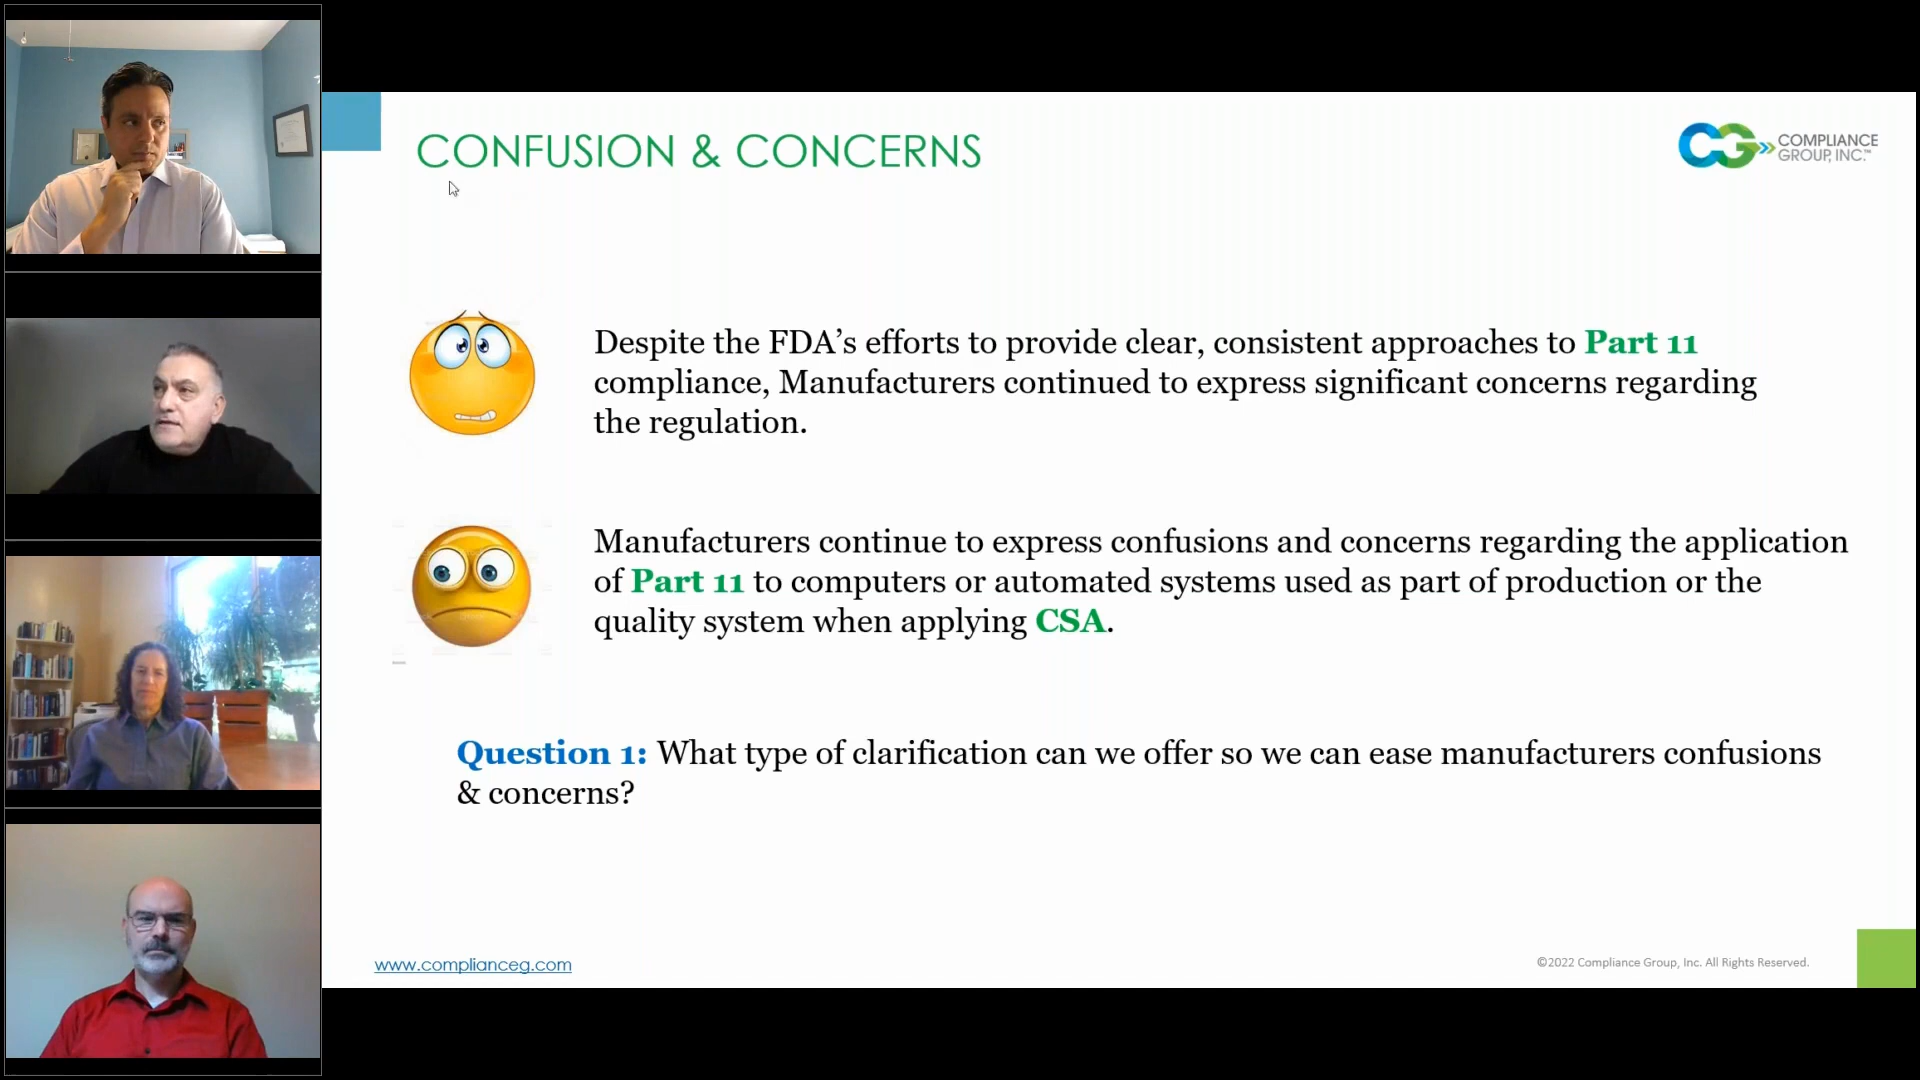 CONFUSION & CONCERNS
CG COMPLIANCE
GROUP, INC.™
Despite the FDA’s efforts to provide clear, consistent approaches to Part 11
compliance, Manufacturers continued to express significant concerns regarding
the regulation.
Manufacturers continue to express confusions and concerns regarding the application
of Part 11 to computers or automated systems used as part of production or the
quality system when applying CSA.
Question 1: What type of clarification can we offer so we can ease manufacturers confusions
& concerns?
www.complianceg.com
©2022 Compliance Group, Inc. All Rights Reserved.